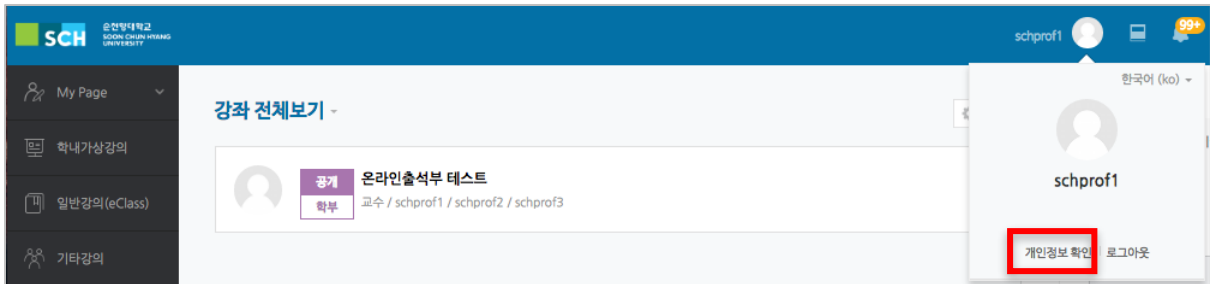 SCH
순천향대학교
SOON CHUN HYANG
UNIVERSITY
schprof1
99+
My Page
학내가상강의
일반강의(eClass)
기타강의
강좌 전체보기
공개
학부
온라인출석부 테스트
교수 / schprof1 / schprof2 / schprof3
한국어 (ko)
schprof1
개인정보 확인
로그아웃